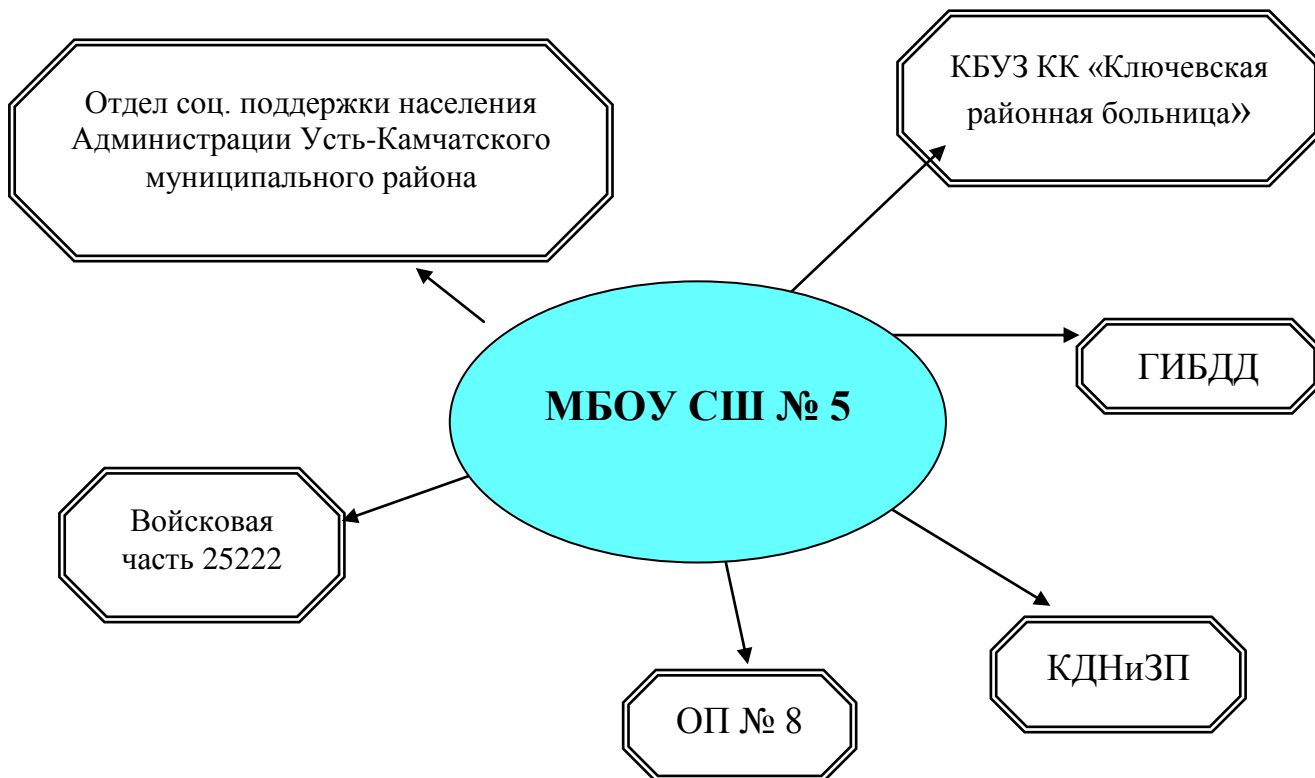 Отдел соц. поддержки населения
Администрации Усть-Камчатского
муниципального района
КБУЗ КК «Ключевская
районная больница»
ГИБДД
МБОУ СШ № 5
Войсковая
часть 25222
КДНиЗП
ОП № 8